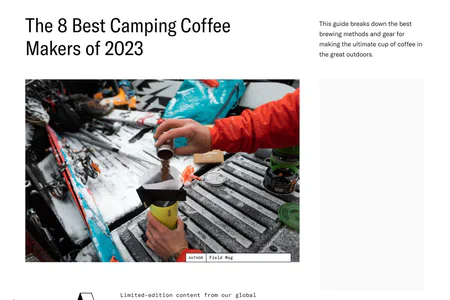 The 8 Best Camping Coffee
Makers of 2023
This guide breaks down the best
brewing methods and gear for
making the ultimate cup of coffee in
the great outdoors.
AUTHOR Field Mag
Limited-edition content from our global